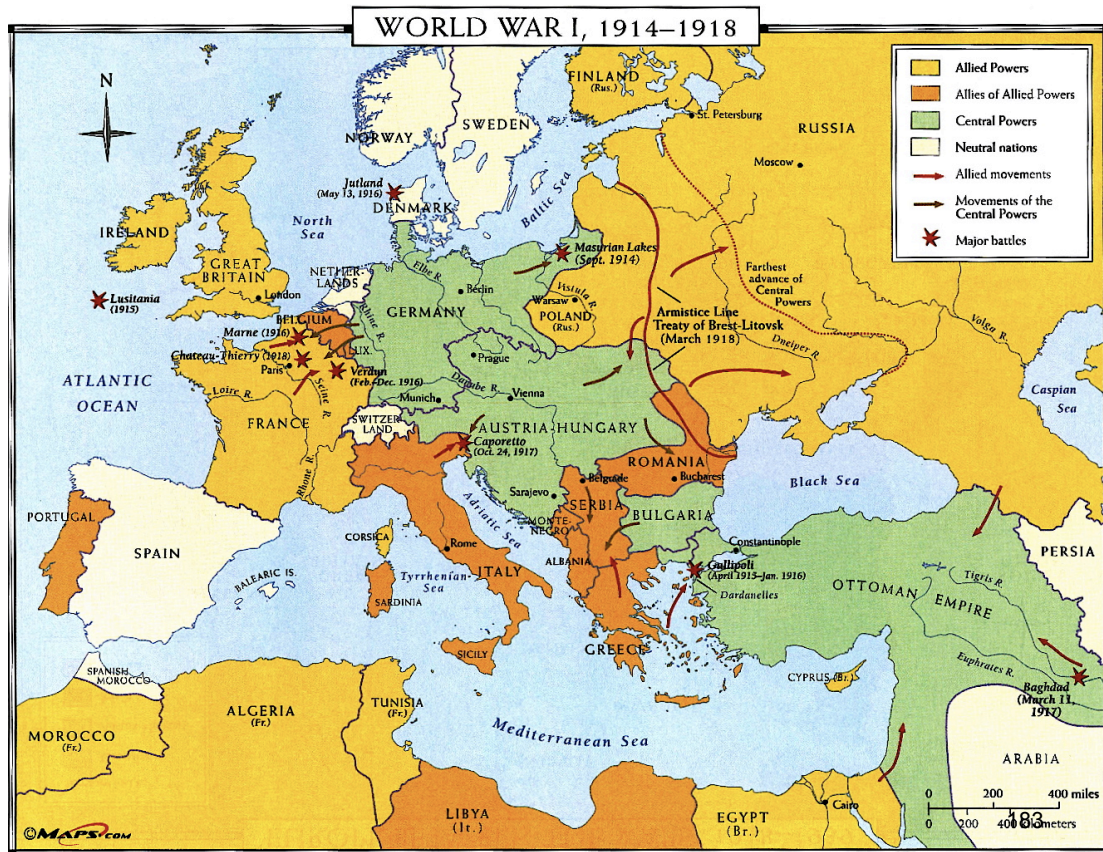 WORLD WAR I, 1914–1918
Allied Powers
Allies of Allied Powers
Central Powers
Neutral nations
Allied movements
Movements of the
Central Powers
Major battles
N
FINLAND
(Rus.)
St. Petersburg
RUSSIA
Moscow
NORWAY
SWEDEN
Jutland
(May 13, 1916)
DENMARK
Baltic Sea
North
Sea
IRELAND
GREAT
BRITAIN
London
NETHER-
LANDS
Lusitania
(1915)
Masurian Lakes
(Sept. 1914)
Elbe R.
Berlin
GERMANY
Vistula R.
Warsaw
POLAND
(Rus.)
Farthest
advance of
Central
Powers
Armistice Line
Treaty of Brest-Litovsk
(March 1918)
Volga R.
Dneiper R.
BELGIUM
Rhine R.
Marne (1916)
LUX.
Chateau-Thierry (1918)
Paris
Verdun
(Feb.–Dec. 1916)
Seine R.
Loire R.
Prague
Danube R.
Munich
Vienna
ATLANTIC
OCEAN
FRANCE
Rhone R.
SWITZER-
LAND
AUSTRIA-HUNGARY
Caporetto
(Oct. 24, 1917)
Caspian
Sea
ROMANIA
Bucharest
Belgrade
Black Sea
Sarajevo
SERBIA
BULGARIA
Adriatic Sea
MONTE-
NEGRO
PORTUGAL
SPAIN
CORSICA
Rome
ITALY
ALBANIA
Constantinople
Gullipoli
(April 1915–Jan. 1916)
Dardanelles
PERSIA
BALEARIC IS.
Tyrrhenian
Sea
SARDINIA
OTTOMAN EMPIRE
Tigris R.
Euphrates R.
SICILY
GREECE
CYPRUS (Br.)
Baghdad
(March 11,
1917)
SPANISH
MOROCCO
MOROCCO
(Fr.)
ALGERIA
(Fr.)
TUNISIA
(Fr.)
Mediterranean Sea
ARABIA
LIBYA
(It.)
EGYPT
(Br.)
Cairo
0 200 400 miles
0 200 400 kilometers
183
©MAPS.COM